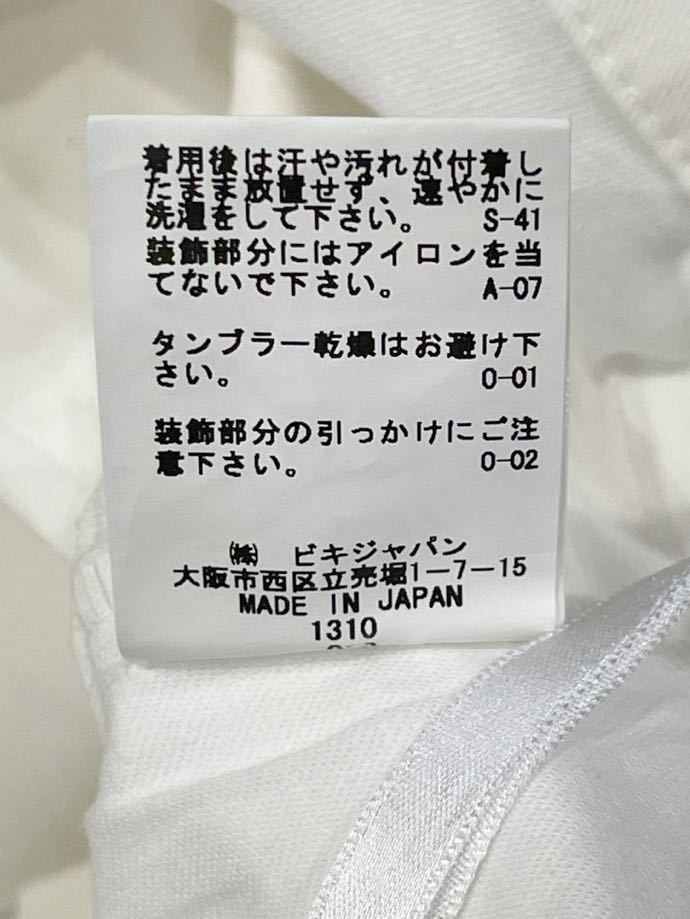 着用後は汗や汚れが付着し
たまま放置せず、速やかに
洗濯をして下さい。 S-41
装飾部分にはアイロンを当
てないで下さい。 A-07
タンブラー乾燥はお避け下
さい。 0-01
装飾部分の引っかけにご注
意下さい。 0-02
㈱ ビキジャパン
大阪市西区立売堀1-7-15
MADE IN JAPAN
1310